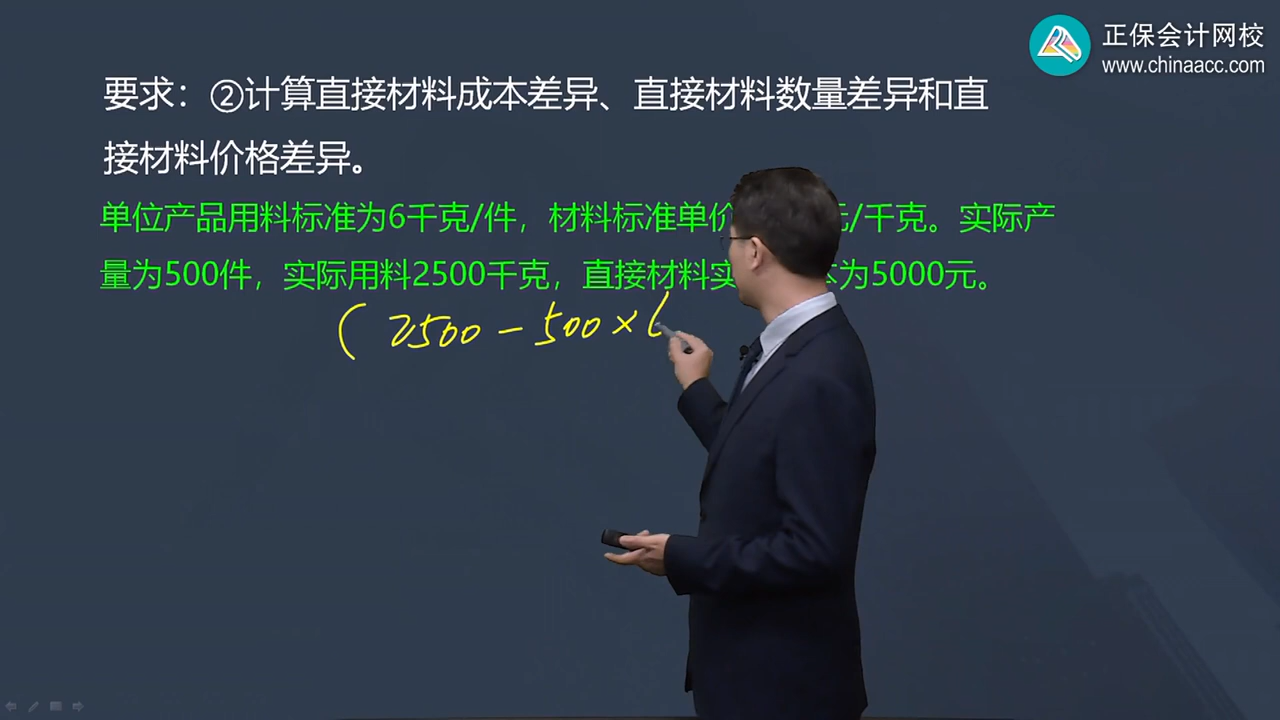 正保会计网校
www.chinaacc.com
要求：②计算直接材料成本差异、直接材料数量差异和直
接材料价格差异。
单位产品用料标准为6千克/件，材料标准单价 元/千克。实际产
量为500件，实际用料2500千克，直接材料实 本为5000元。
( 2500 - 500 × 6